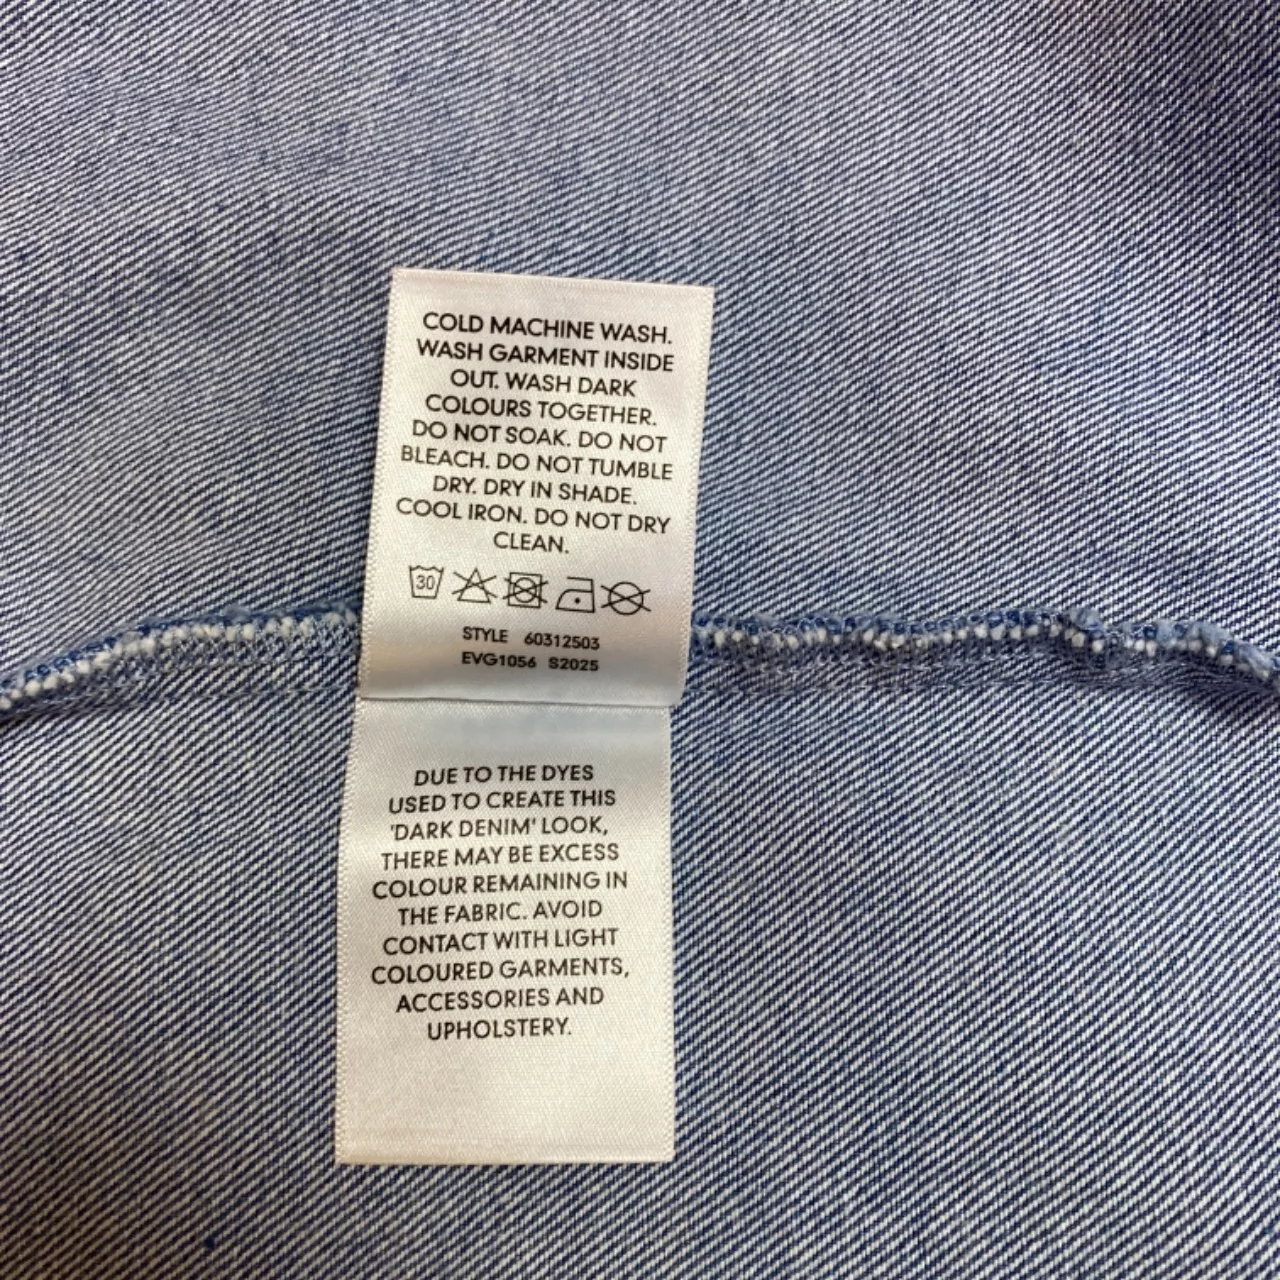 COLD MACHINE WASH.
WASH GARMENT INSIDE
OUT. WASH DARK
COLOURS TOGETHER.
DO NOT SOAK. DO NOT
BLEACH. DO NOT TUMBLE
DRY. DRY IN SHADE.
COOL IRON. DO NOT DRY
CLEAN.
30
STYLE 60312503
EVG1056 S2025
DUE TO THE DYES
USED TO CREATE THIS
'DARK DENIM' LOOK,
THERE MAY BE EXCESS
COLOUR REMAINING IN
THE FABRIC. AVOID
CONTACT WITH LIGHT
COLOURED GARMENTS,
ACCESSORIES AND
UPHOLSTERY.